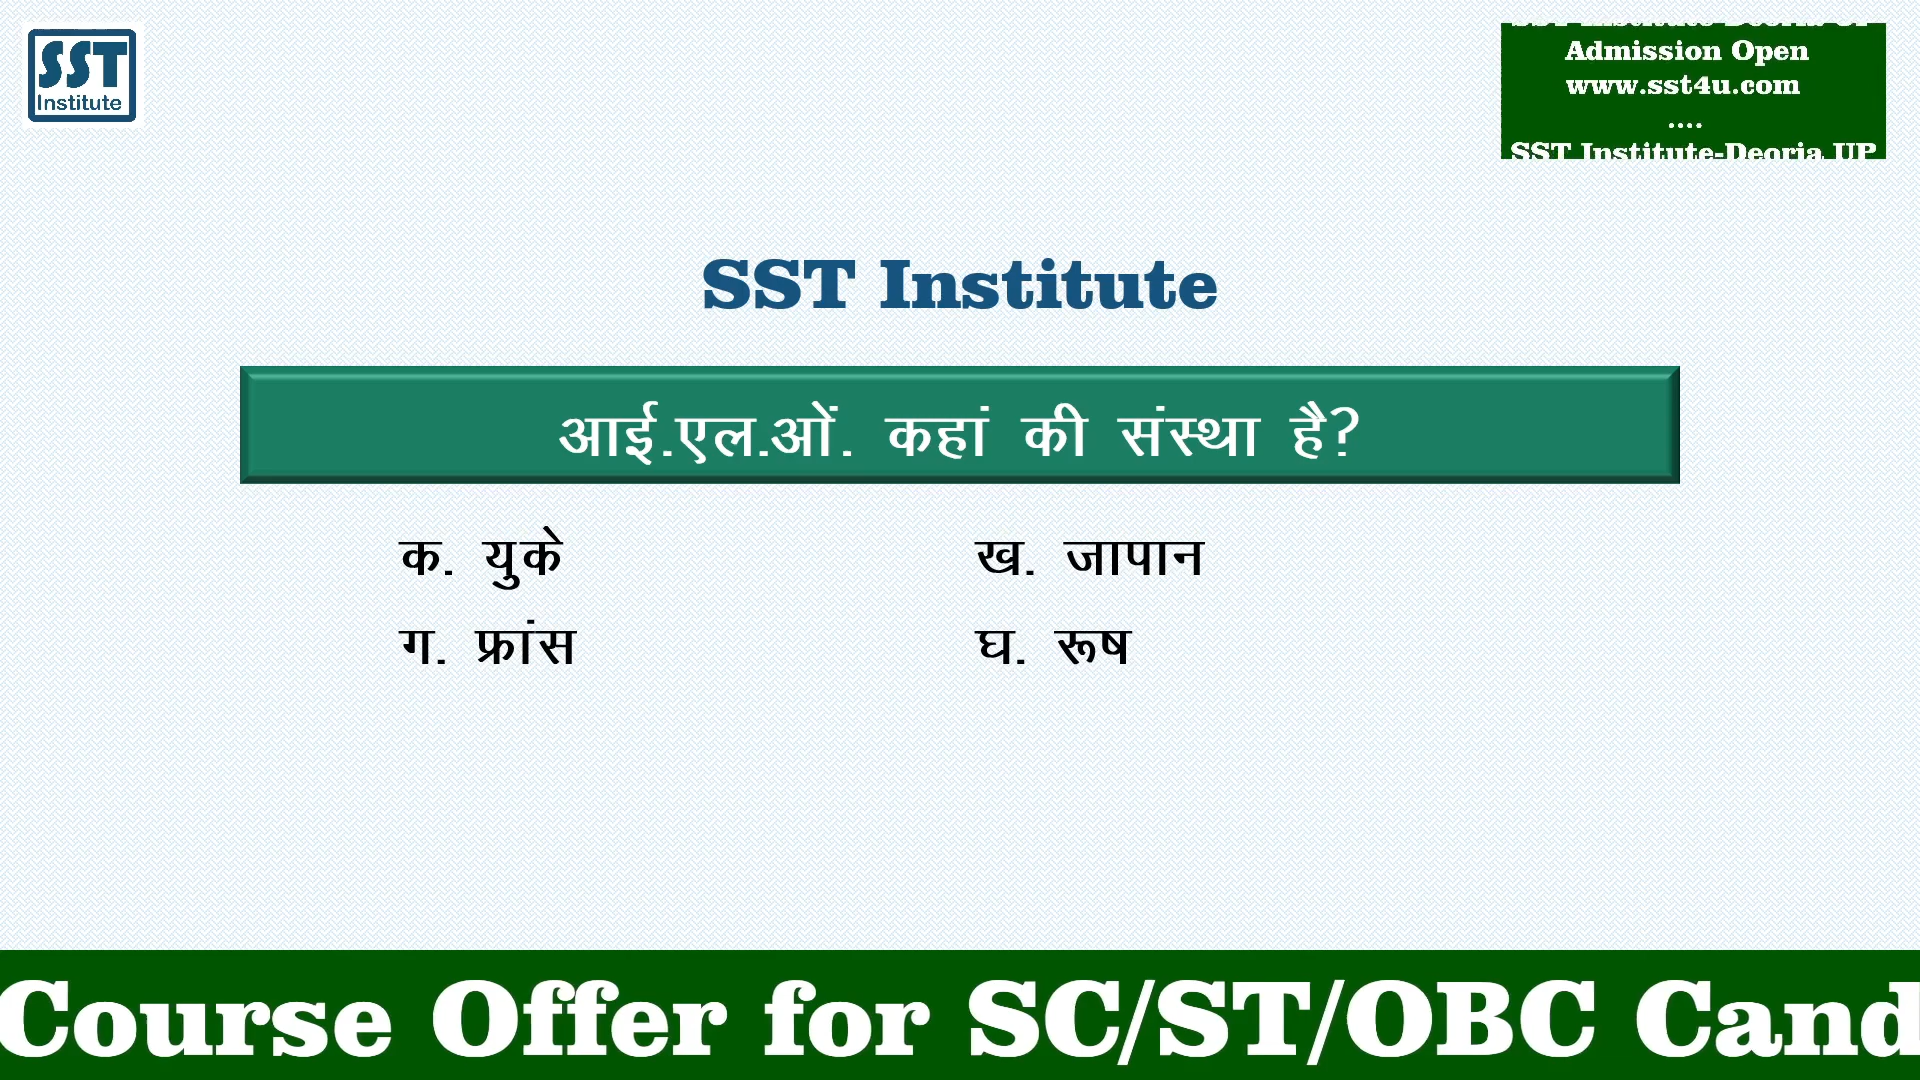 SST
Institute
Admission Open
www.sst4u.com
....
SST Institute-Deoria UP
SST Institute
आई.एल.ओं. कहां की संस्था है?
क. युके
ख. जापान
ग. फ्रांस
घ. रूष
Course Offer for SC/ST/OBC Cand